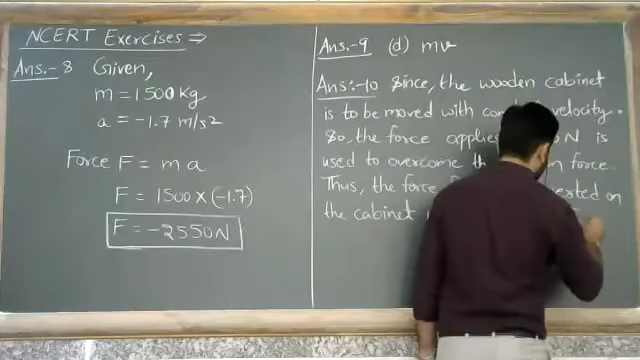 NCERT Exercises ⇒
Ans.-8 Given,
m = 1500 kg
a = -1.7 m/s²
Force F = m a
F = 1500 × (-1.7)
F = -2550N
Ans.-9 (d) mv
Ans:-10 Since, the wooden cabinet
is to be moved with velocity.
So, the force N is
used to overcome force.
Thus, the force on
the cabinet